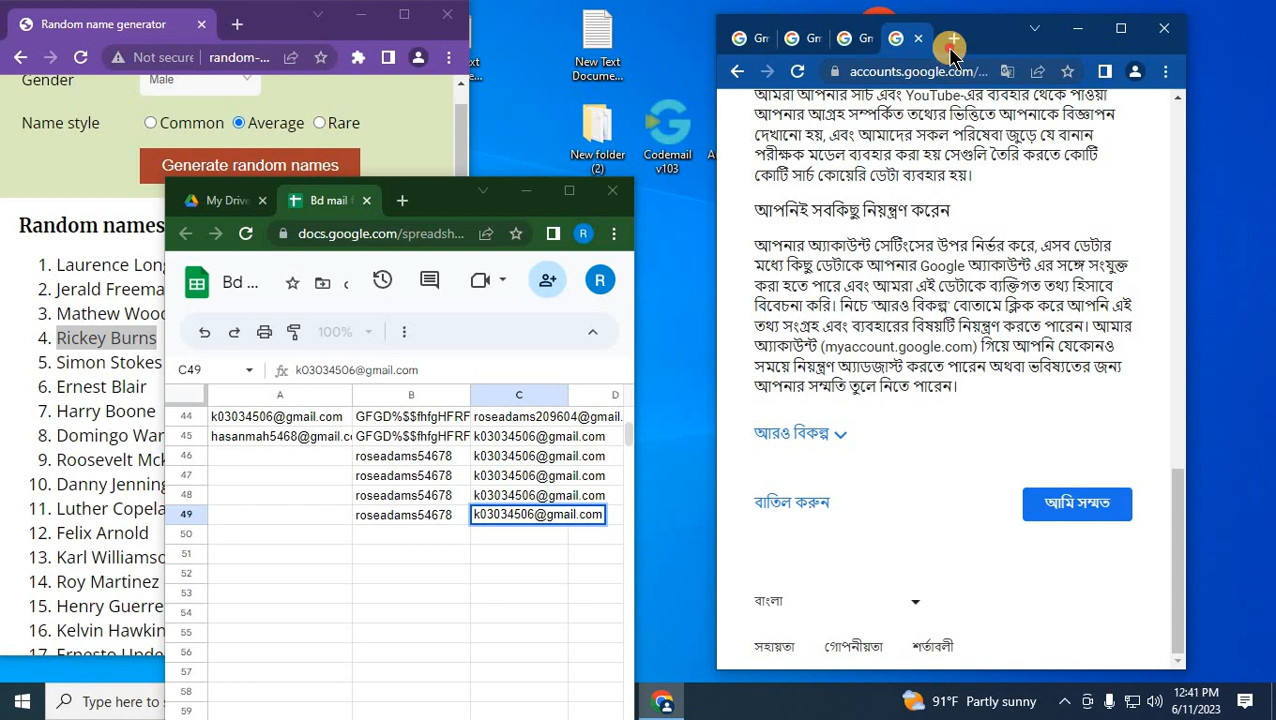 Random name generator
Not secure
random-...
Gender
Male
Name style
Common
Average
Rare
Generate random names
Random names
1. Laurence Long
2. Jerald Freema
3. Mathew Wood
4. Rickey Burns
5. Simon Stokes
6. Ernest Blair
7. Harry Boone
8. Domingo War
9. Roosevelt Mck
10. Danny Jenning
11. Luther Copela
12. Felix Arnold
13. Karl Williamso
14. Roy Martinez
15. Henry Guerre
16. Kelvin Hawkin
17. Ernesto Underw
New Text
Docume...
New folder
(2)
Codemail
v103
My Drive
Bd mail f
docs.google.com/spreadsh...
R
Bd ...
R
100%
C49
k03034506@gmail.com
A B C D
44 k03034506@gmail.com GFGD%$$fhfgHFRF roseadams209604@gmail.
45 hasanmah5468@gmail.co GFGD%$$fhfgHFRF k03034506@gmail.com
46 roseadams54678 k03034506@gmail.com
47 roseadams54678 k03034506@gmail.com
48 roseadams54678 k03034506@gmail.com
49 roseadams54678 k03034506@gmail.com
50
51
52
53
54
55
56
57
58
59
Gm
Gm
Gm
accounts.google.com/...
আমরা আপনার সার্চ এবং YouTube-এর ব্যবহার থেকে পাওয়া
আপনার আগ্রহ সম্পর্কিত তথ্যের ভিত্তিতে আপনাকে বিজ্ঞাপন
দেখানো হয়, এবং আমাদের সকল পরিষেবা জুড়ে যে বানান
পরীক্ষক মডেল ব্যবহার করা হয় সেগুলি তৈরি করতে কোটি
কোটি সার্চ কোয়েরি ডেটা ব্যবহার হয়।
আপনিই সবকিছু নিয়ন্ত্রণ করেন
আপনার অ্যাকাউন্ট সেটিংসের উপর নির্ভর করে, এসব ডেটার
মধ্যে কিছু ডেটাকে আপনার Google অ্যাকাউন্ট এর সঙ্গে সংযুক্ত
করা হতে পারে এবং আমরা এই ডেটাকে ব্যক্তিগত তথ্য হিসাবে
বিবেচনা করি। নিচে 'আরও বিকল্প' বোতামে ক্লিক করে আপনি এই
তথ্য সংগ্রহ এবং ব্যবহারের বিষয়টি নিয়ন্ত্রণ করতে পারেন। আমার
অ্যাকাউন্ট (myaccount.google.com) গিয়ে আপনি যেকোনও
সময়ে নিয়ন্ত্রণ অ্যাডজাস্ট করতে পারেন অথবা ভবিষ্যতের জন্য
আপনার সম্মতি তুলে নিতে পারেন।
আরও বিকল্প
বাতিল করুন
আমি সম্মত
বাংলা
সহায়তা
গোপনীয়তা
শর্তাবলী
Type here to s
91°F Partly sunny
12:41 PM
6/11/2023